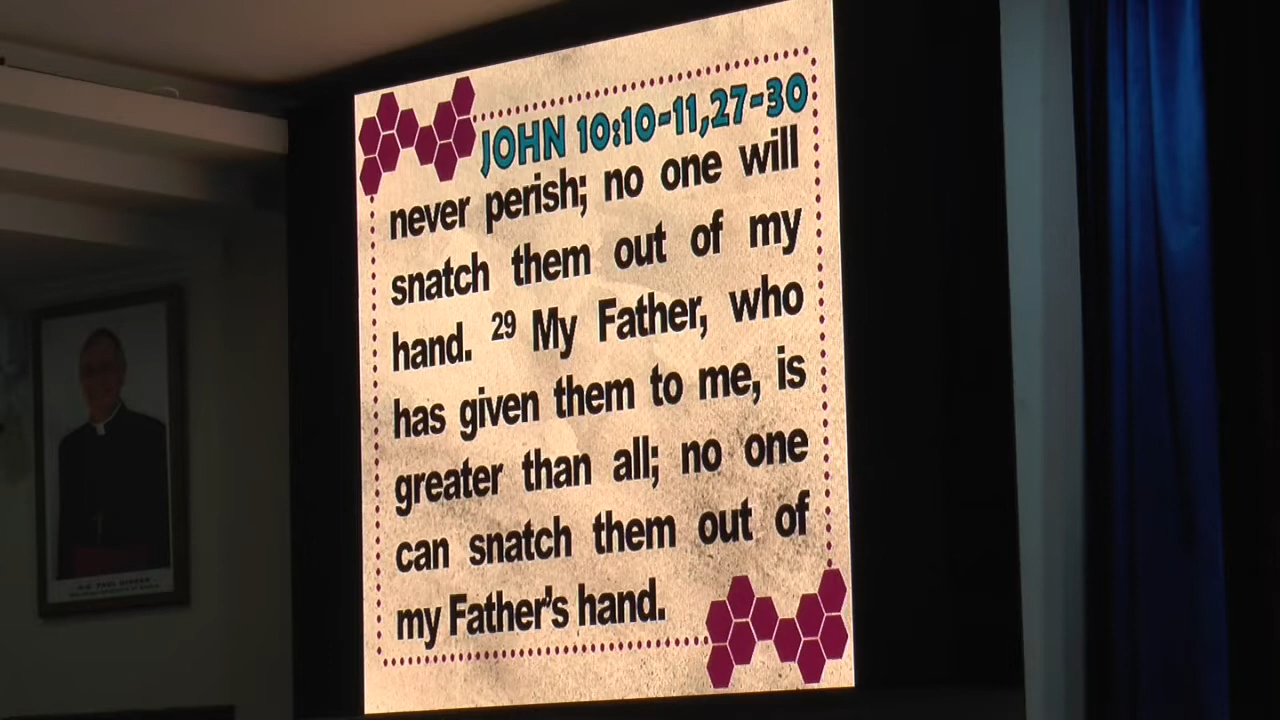 JOHN 10:10-11,27-30
never perish; no one will
snatch them out of my
hand. 29 My Father, who
has given them to me, is
greater than all; no one
can snatch them out of
my Father's hand.